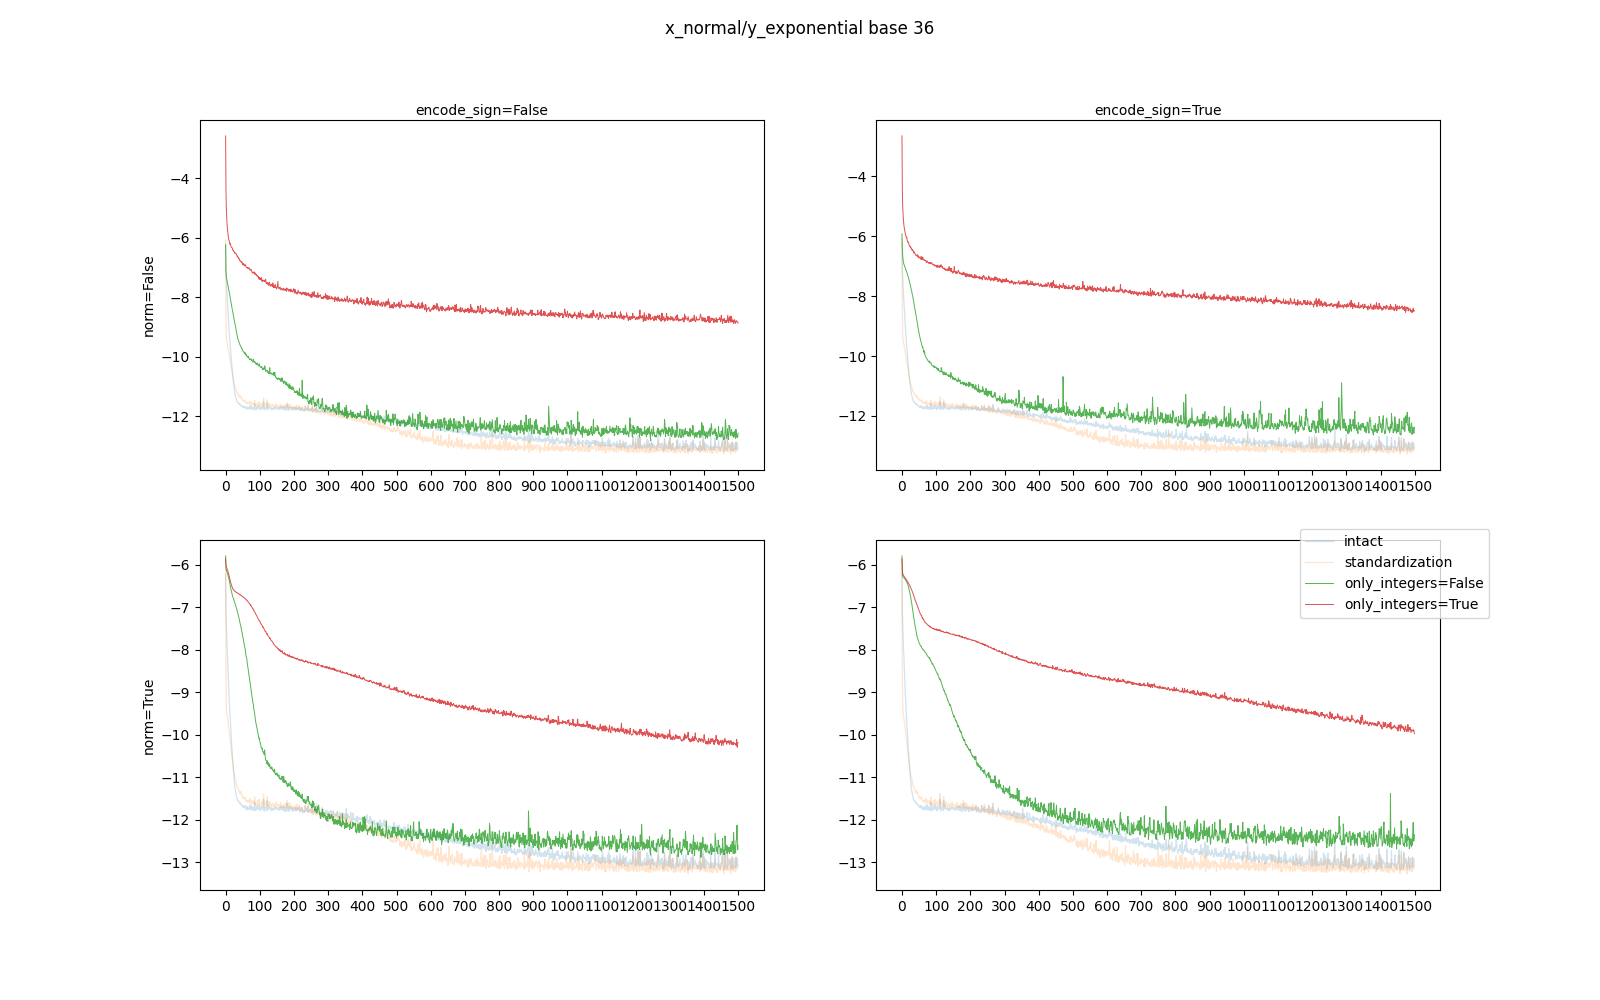 x_normal/y_exponential base 36
encode_sign=False
encode_sign=True
norm=False
−4
−6
−8
−10
−12
0 100 200 300 400 500 600 700 800 900 1000 1100 1200 1300 1400 1500
−4
−6
−8
−10
−12
0 100 200 300 400 500 600 700 800 900 1000 1100 1200 1300 1400 1500
norm=True
−6
−7
−8
−9
−10
−11
−12
−13
0 100 200 300 400 500 600 700 800 900 1000 1100 1200 1300 1400 1500
−6
−7
−8
−9
−10
−11
−12
−13
0 100 200 300 400 500 600 700 800 900 1000 1100 1200 1300 1400 1500
intact
standardization
only_integers=False
only_integers=True